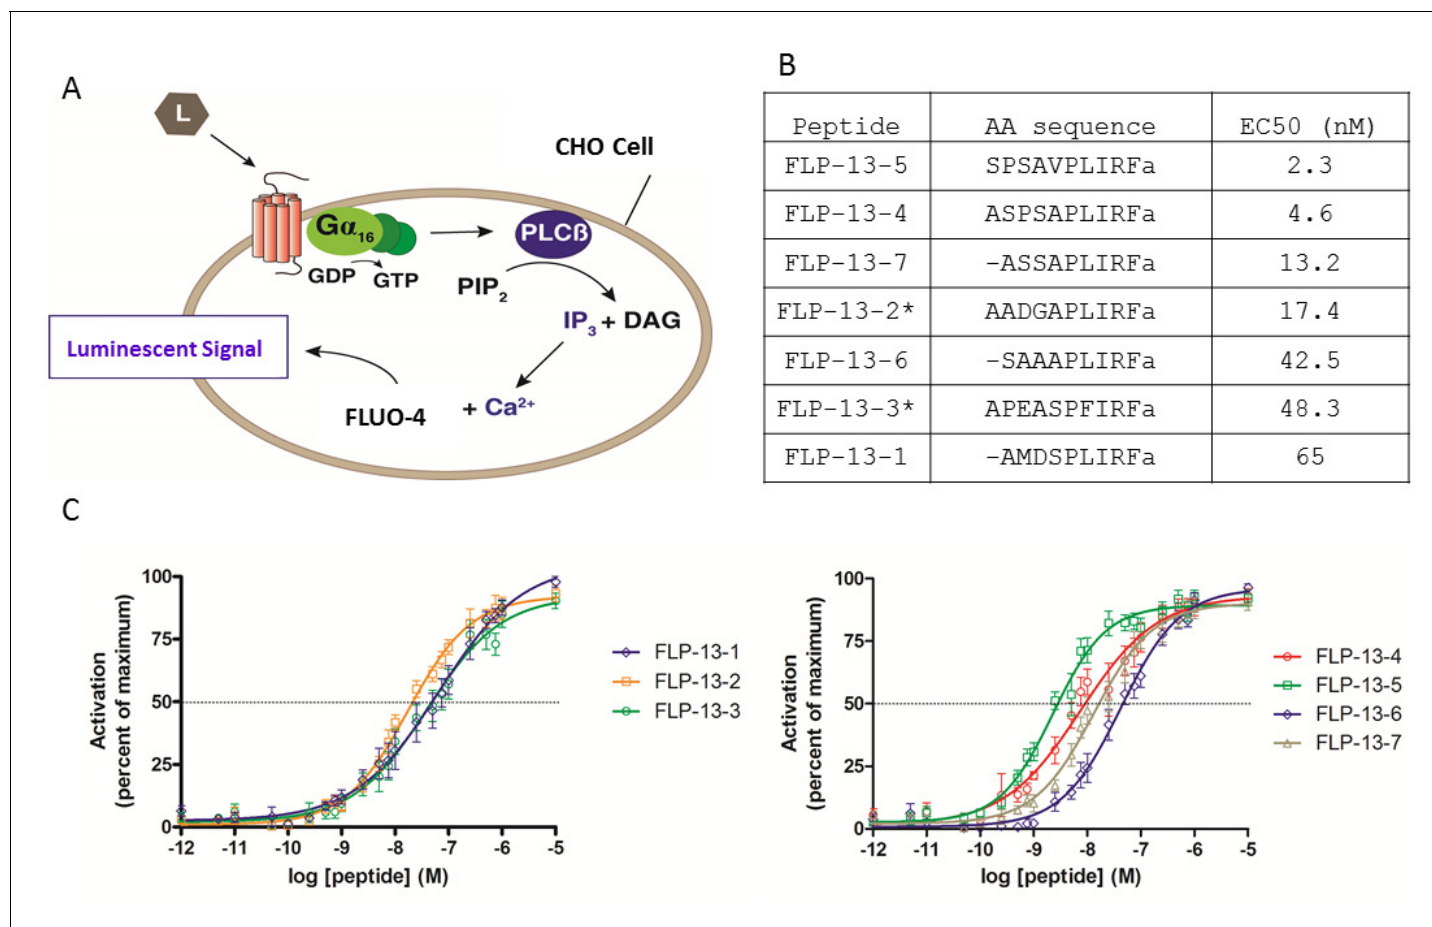 A
L
CHO Cell
Gα16
PLCß
GDP
GTP
PIP2
IP3 + DAG
Luminescent Signal
FLUO-4
+ Ca2+
B
Peptide AA sequence EC50 (nM)
FLP-13-5 SPSAVPLIRFa 2.3
FLP-13-4 ASPSAPLIRFa 4.6
FLP-13-7 -ASSAPLIRFa 13.2
FLP-13-2* AADGAPLIRFa 17.4
FLP-13-6 -SAAAPLIRFa 42.5
FLP-13-3* APEASPFIRFa 48.3
FLP-13-1 -AMDSPLIRFa 65
C
Activation
(percent of maximum)
100
75
50
25
0
-12 -11 -10 -9 -8 -7 -6 -5
log [peptide] (M)
FLP-13-1
FLP-13-2
FLP-13-3
Activation
(percent of maximum)
100
75
50
25
0
-12 -11 -10 -9 -8 -7 -6 -5
log [peptide] (M)
FLP-13-4
FLP-13-5
FLP-13-6
FLP-13-7